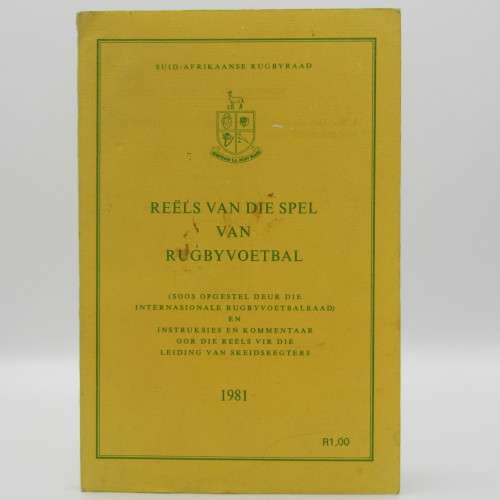 SUID-AFRIKAANSE RUGBYRAAD
REËLS VAN DIE SPEL
VAN
RUGBYVOETBAL
(SOOS OPGESTEL DEUR DIE
INTERNASIONALE RUGBYVOETBALRAAD)
EN
INSTRUKSIES EN KOMMENTAAR
OOR DIE REËLS VIR DIE
LEIDING VAN SKEIDSREGTERS
1981
R1,00